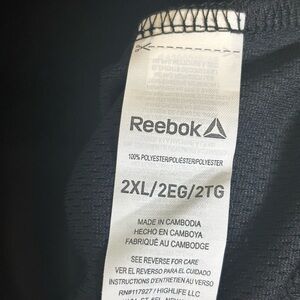 Reebok
100% POLYESTER/POLIÉSTER/POLYESTER
2XL/2EG/2TG
MADE IN CAMBODIA
HECHO EN CAMBOYA
FABRIQUÉ AU CAMBODGE
SEE REVERSE FOR CARE
VER EL REVERSO PARA EL CUIDADO
INSTRUCTIONS D'ENTRETIEN AU VERSO
RN#117927 / HIGHLIFE LLC